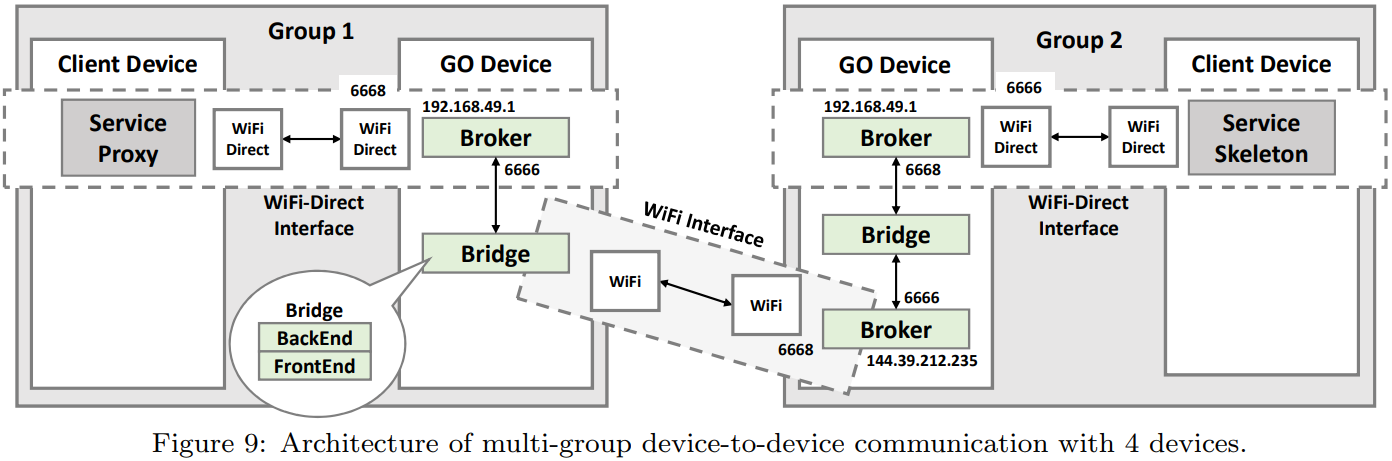 Group 1
Client Device
GO Device
6668
192.168.49.1
Service
Proxy
WiFi
Direct
WiFi
Direct
Broker
6666
WiFi-Direct
Interface
Bridge
Bridge
BackEnd
FrontEnd
WiFi Interface
WiFi
WiFi
6668
Group 2
GO Device
Client Device
6666
192.168.49.1
Broker
WiFi
Direct
WiFi
Direct
Service
Skeleton
6668
WiFi-Direct
Interface
Bridge
6666
Broker
144.39.212.235
Figure 9: Architecture of multi-group device-to-device communication with 4 devices.